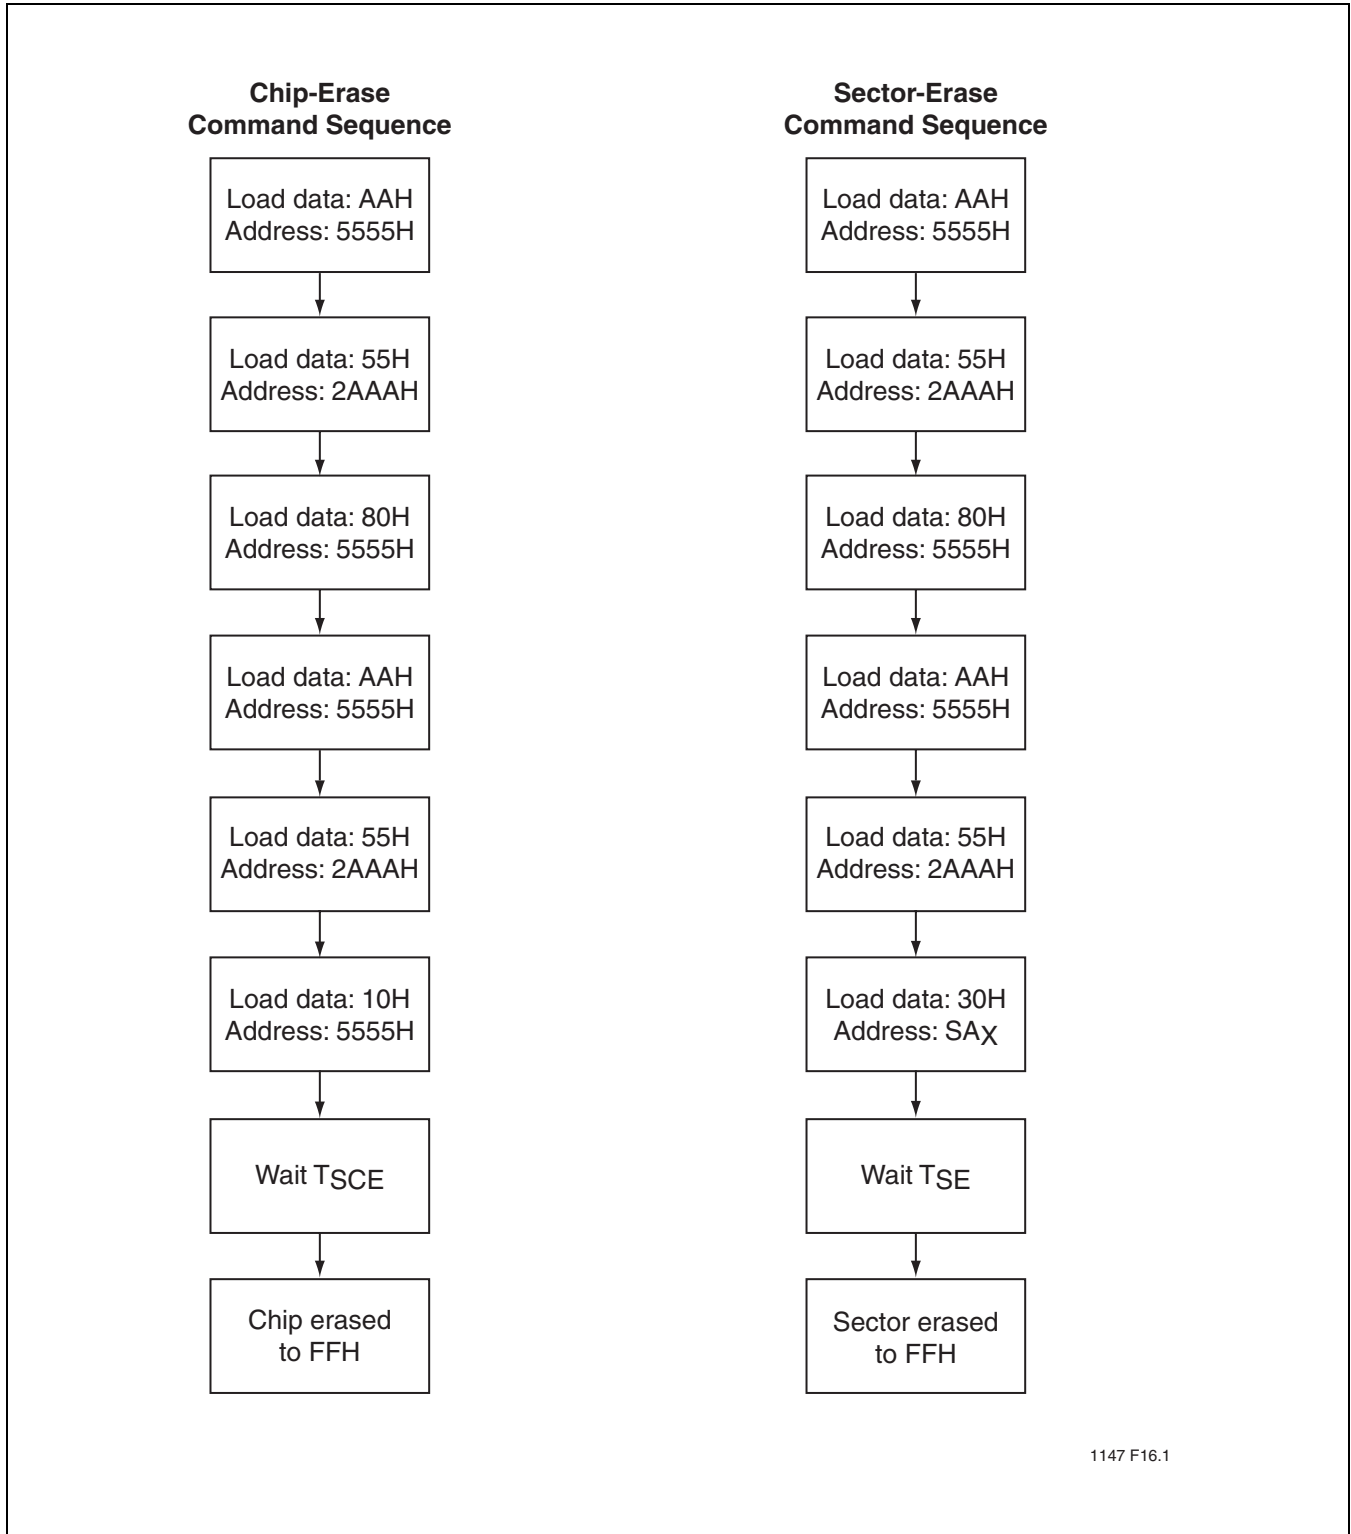 Chip-Erase
Command Sequence
Load data: AAH
Address: 5555H
Load data: 55H
Address: 2AAAH
Load data: 80H
Address: 5555H
Load data: AAH
Address: 5555H
Load data: 55H
Address: 2AAAH
Load data: 10H
Address: 5555H
Wait TSCE
Chip erased
to FFH
Sector-Erase
Command Sequence
Load data: AAH
Address: 5555H
Load data: 55H
Address: 2AAAH
Load data: 80H
Address: 5555H
Load data: AAH
Address: 5555H
Load data: 55H
Address: 2AAAH
Load data: 30H
Address: SAX
Wait TSE
Sector erased
to FFH
1147 F16.1